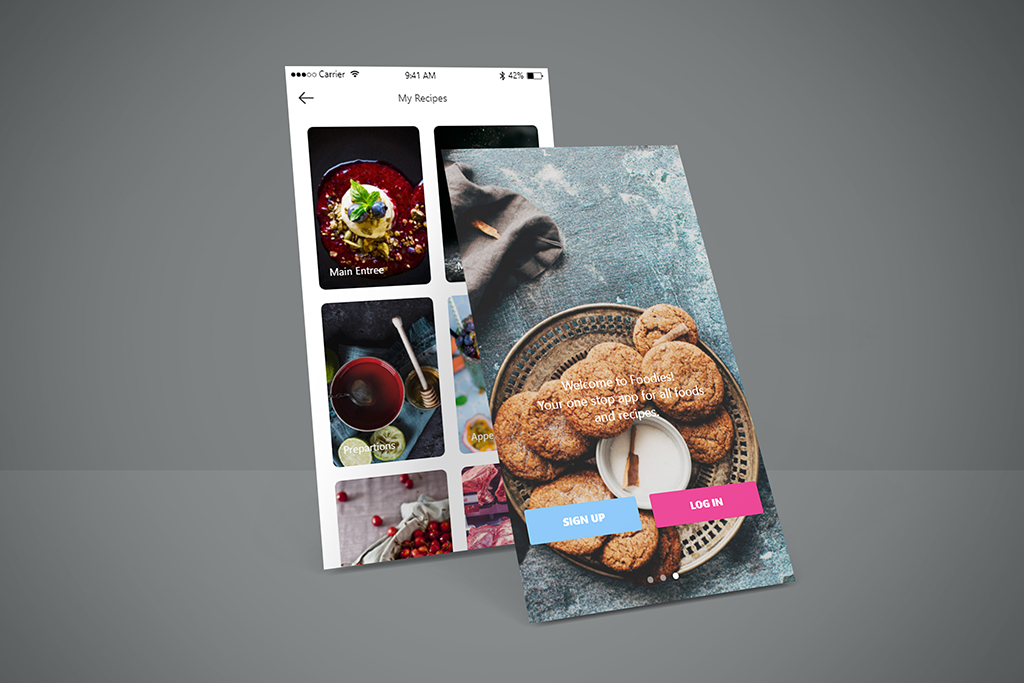 Carrier
9:41 AM
42%
My Recipes
Main Entree
Prepartions
Appe
Welcome to Foodies!
Your one stop app for all foods
and recipes.
SIGN UP
LOG IN